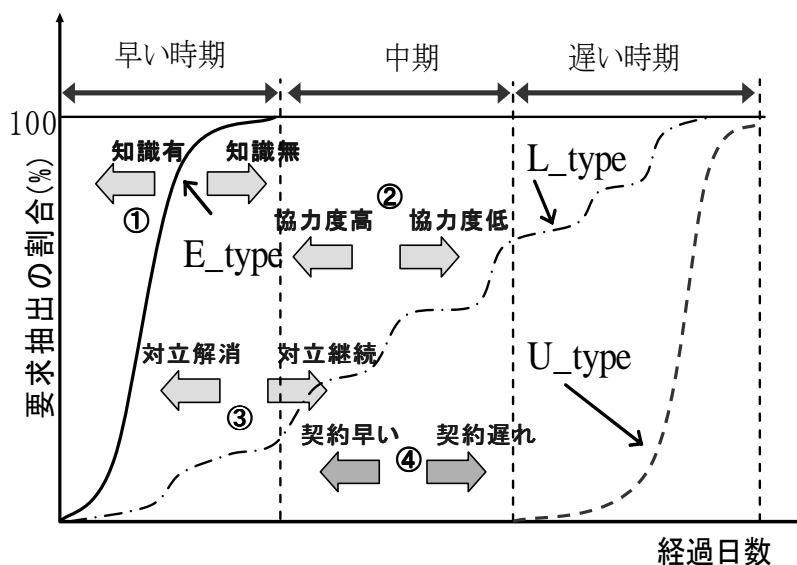 早い時期 中期 遅い時期
100
知識有 知識無
①
E_type
②
協力度高 協力度低
L_type
要求抽出の割合(%)
対立解消 対立継続
③
U_type
契約早い 契約遅れ
④
経過日数